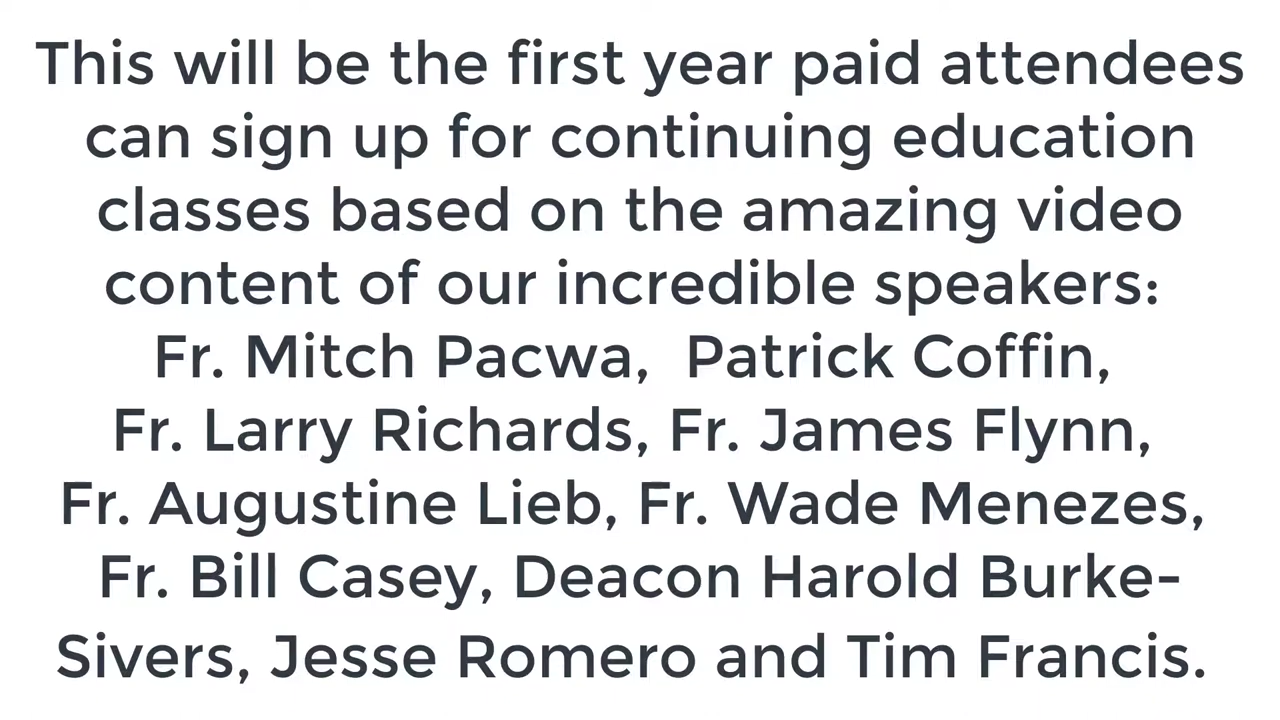 This will be the first year paid attendees
can sign up for continuing education
classes based on the amazing video
content of our incredible speakers:
Fr. Mitch Pacwa,  Patrick Coffin,
Fr. Larry Richards, Fr. James Flynn,
Fr. Augustine Lieb, Fr. Wade Menezes,
Fr. Bill Casey, Deacon Harold Burke-
Sivers, Jesse Romero and Tim Francis.